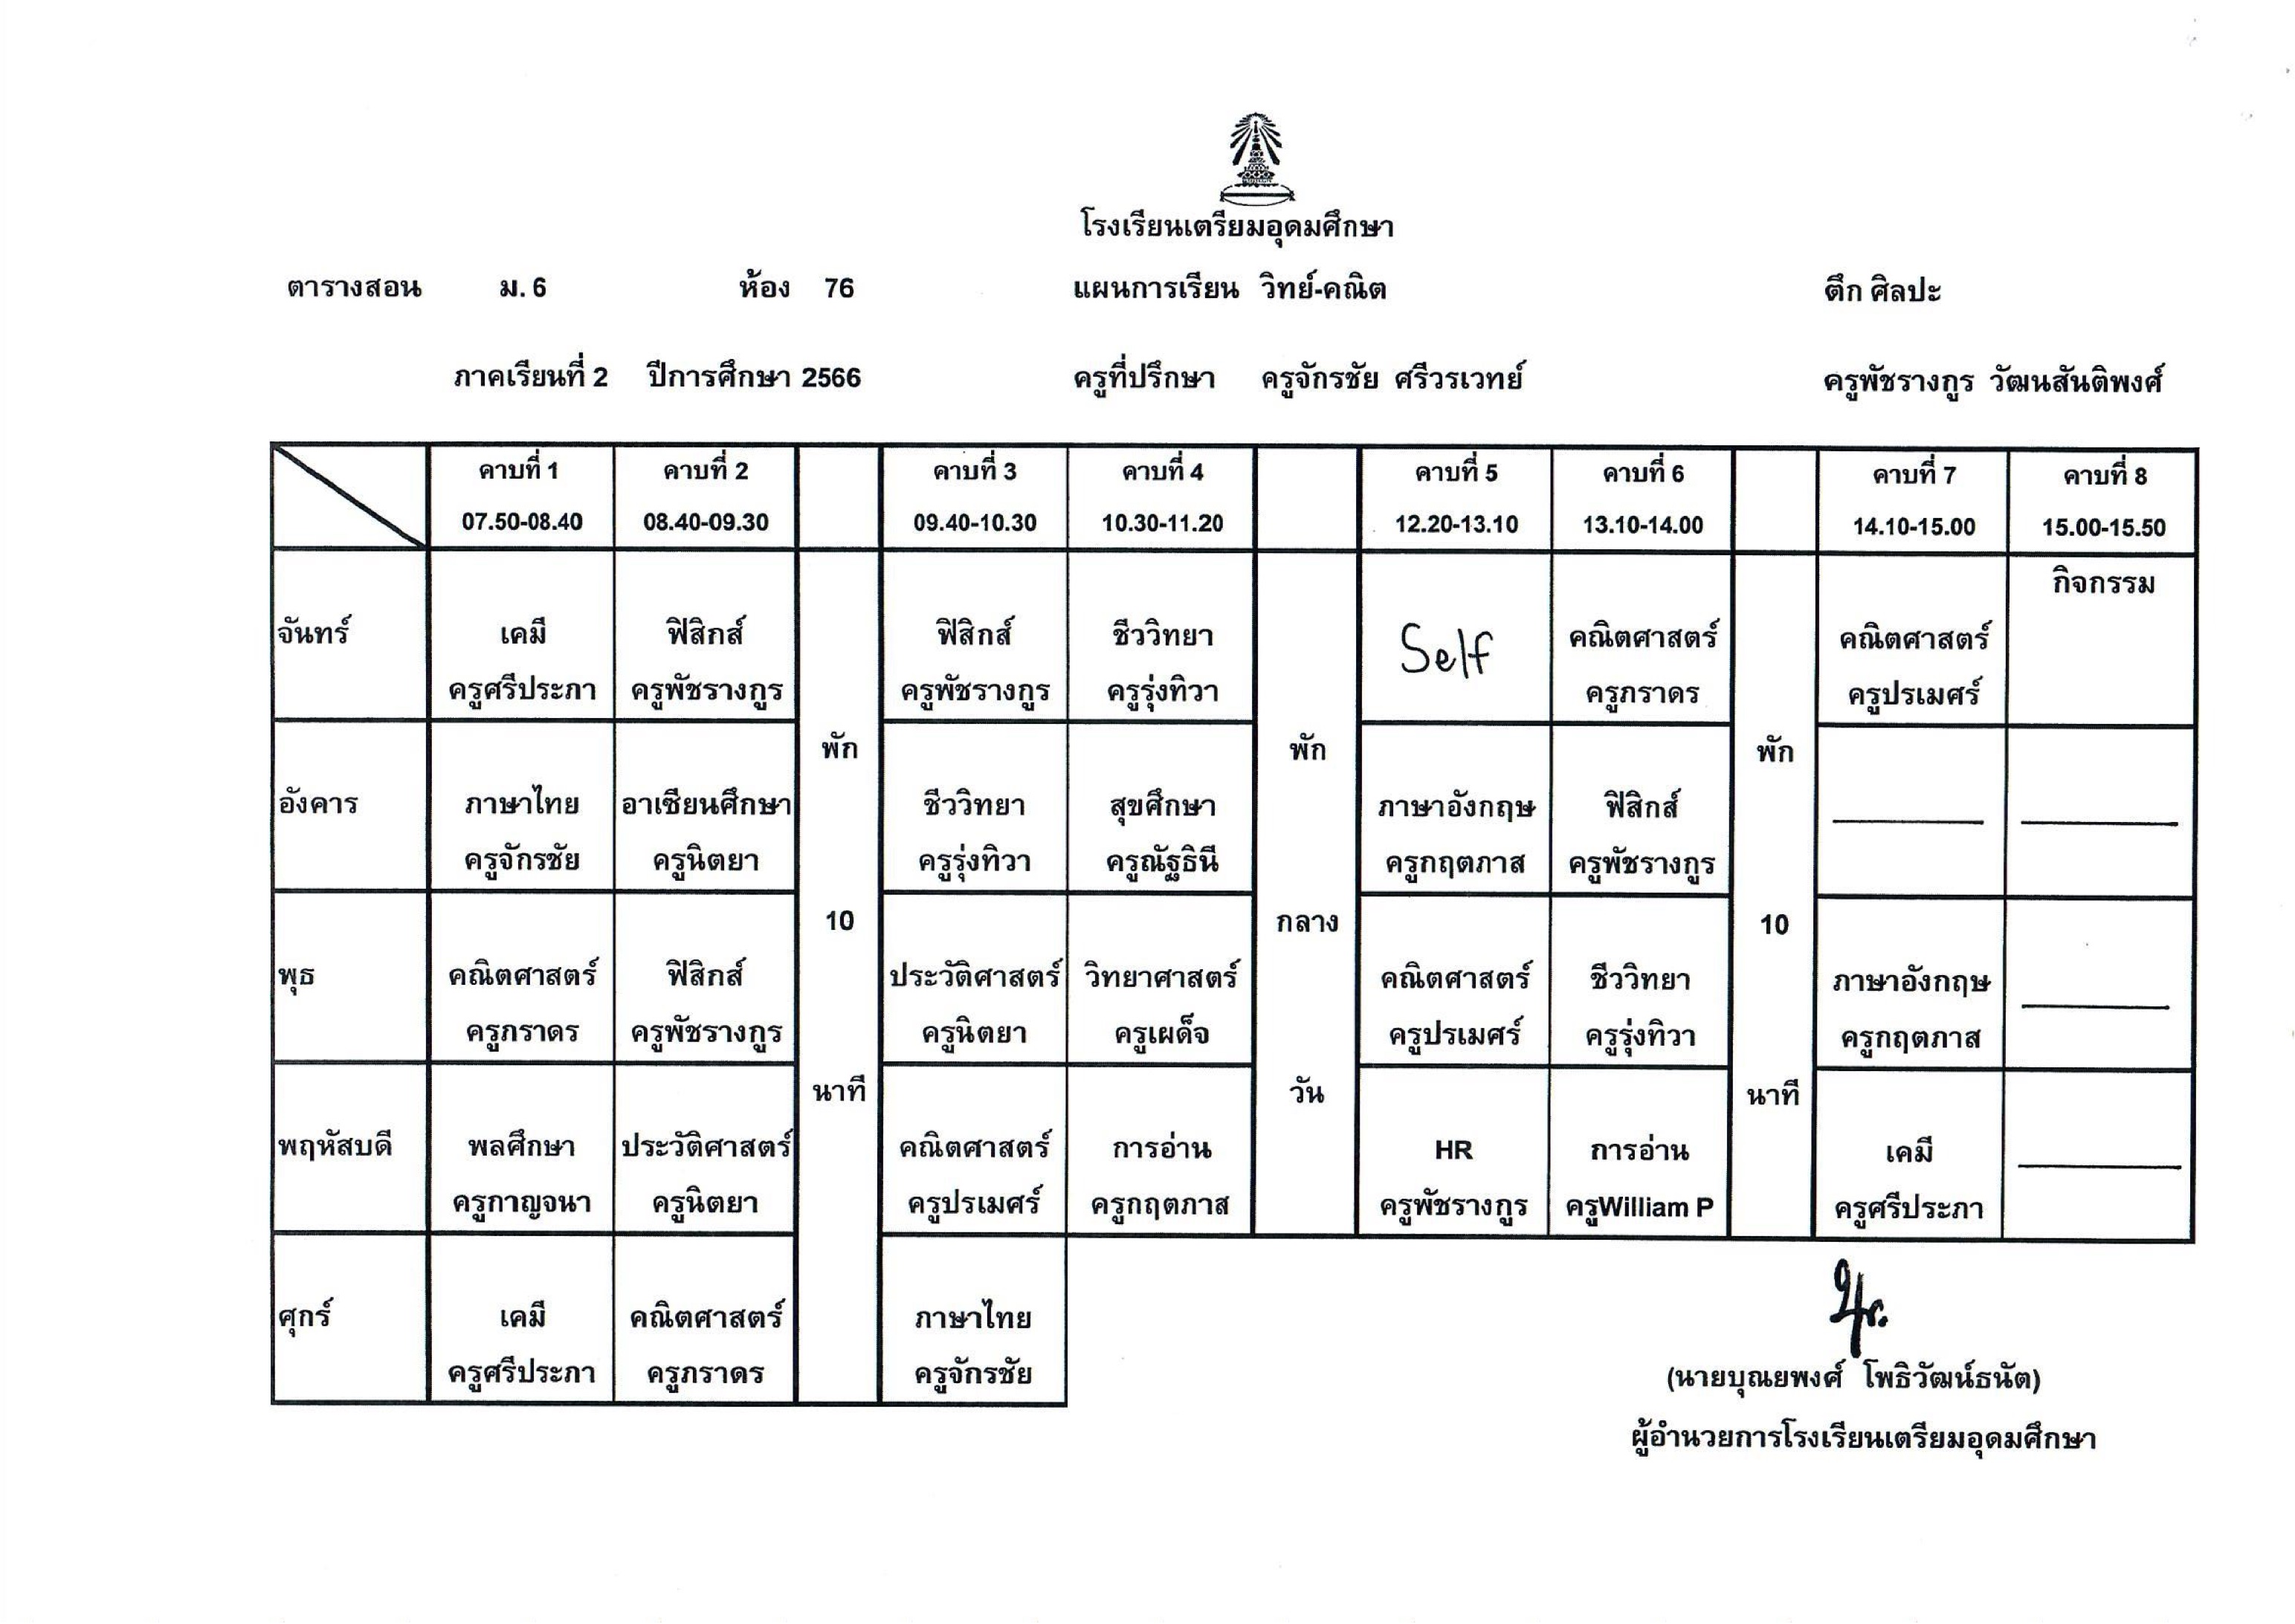 โรงเรียนเตรียมอุดมศึกษา
ตารางสอน ม. 6 ห้อง 76 แผนการเรียน วิทย์-คณิต ตึก ศิลปะ
ภาคเรียนที่ 2 ปีการศึกษา 2566 ครูที่ปรึกษา ครูจักรชัย ศรีวรเวทย์ ครูพัชรางกูร วัฒนสันติพงศ์
คาบที่ 1 คาบที่ 2 คาบที่ 3 คาบที่ 4 คาบที่ 5 คาบที่ 6 คาบที่ 7 คาบที่ 8
07.50-08.40 08.40-09.30 09.40-10.30 10.30-11.20 12.20-13.10 13.10-14.00 14.10-15.00 15.00-15.50
กิจกรรม
จันทร์ เคมี ฟิสิกส์ ฟิสิกส์ ชีววิทยา Self คณิตศาสตร์ คณิตศาสตร์
ครูศรีประภา ครูพัชรางกูร ครูพัชรางกูร ครูรุ่งทิวา ครูภราดร ครูปรเมศร์
พัก พัก พัก
อังคาร ภาษาไทย อาเซียนศึกษา ชีววิทยา สุขศึกษา ภาษาอังกฤษ ฟิสิกส์
ครูจักรชัย ครูนิตยา ครูรุ่งทิวา ครูณัฐธินี ครูกฤตภาส ครูพัชรางกูร
10 กลาง 10
พุธ คณิตศาสตร์ ฟิสิกส์ ประวัติศาสตร์ วิทยาศาสตร์ คณิตศาสตร์ ชีววิทยา ภาษาอังกฤษ
ครูภราดร ครูพัชรางกูร ครูนิตยา ครูเผด็จ ครูปรเมศร์ ครูรุ่งทิวา ครูกฤตภาส
นาที วัน นาที
พฤหัสบดี พลศึกษา ประวัติศาสตร์ คณิตศาสตร์ การอ่าน HR การอ่าน เคมี
ครูกาญจนา ครูนิตยา ครูปรเมศร์ ครูกฤตภาส ครูพัชรางกูร ครูWilliam P ครูศรีประภา
ศุกร์ เคมี คณิตศาสตร์ ภาษาไทย
ครูศรีประภา ครูภราดร ครูจักรชัย
(นายบุณยพงศ์ โพธิวัฒน์ธนัต)
ผู้อำนวยการโรงเรียนเตรียมอุดมศึกษา